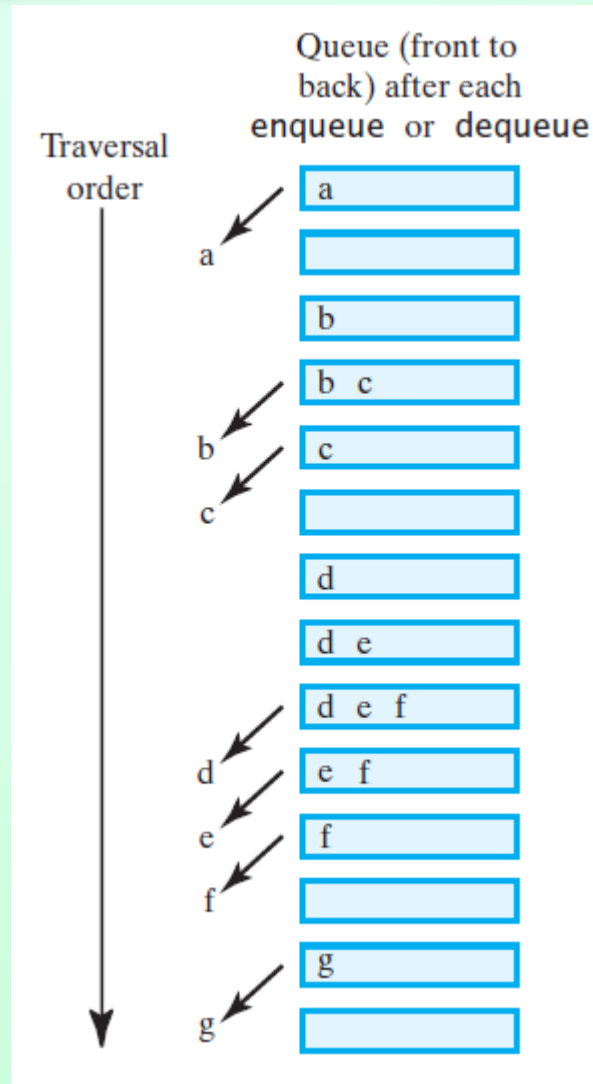 Queue (front to
back) after each
enqueue or dequeue
Traversal
order
a
a
b
b c
b
c
c
d
d e
d e f
d
e f
e
f
f
g
g